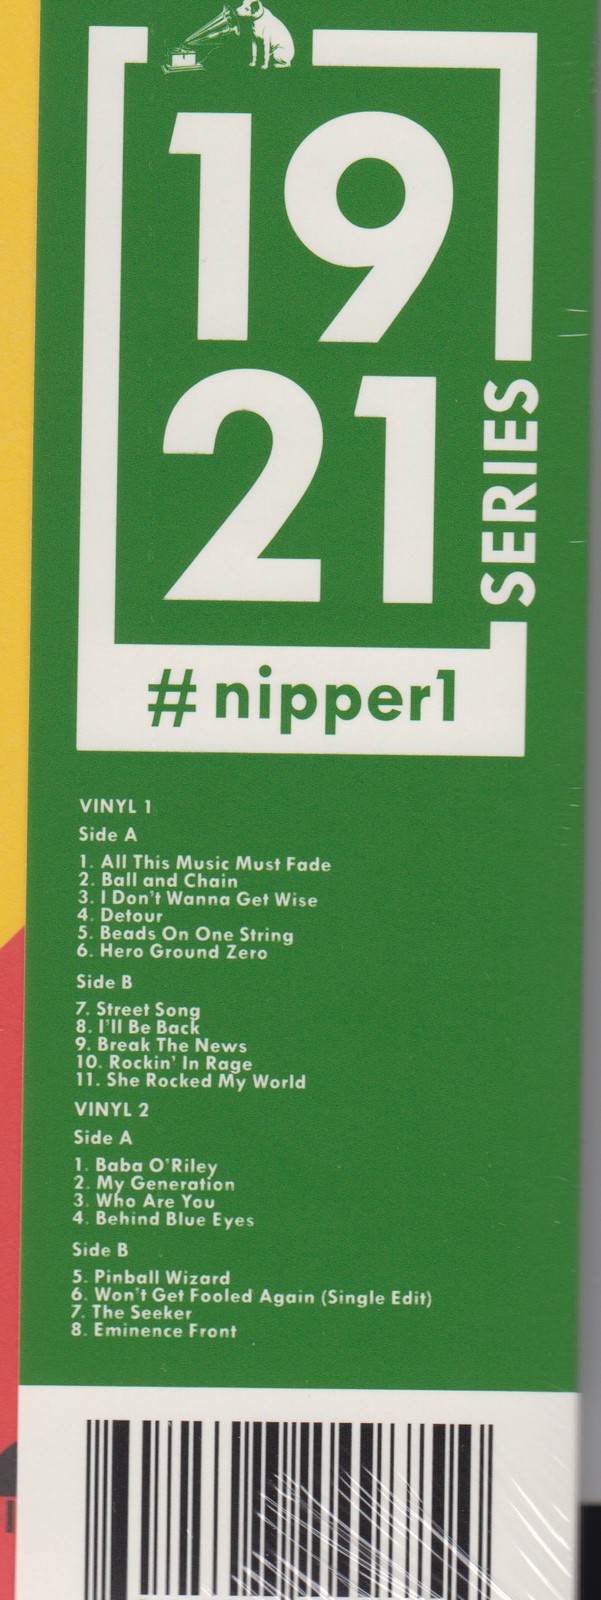 19
21
SERIES
#nipper1
VINYL 1
Side A
1. All This Music Must Fade
2. Ball and Chain
3. I Don't Wanna Get Wise
4. Detour
5. Beads On One String
6. Hero Ground Zero
Side B
7. Street Song
8. I'll Be Back
9. Break The News
10. Rockin' In Rage
11. She Rocked My World
VINYL 2
Side A
1. Baba O'Riley
2. My Generation
3. Who Are You
4. Behind Blue Eyes
Side B
5. Pinball Wizard
6. Won't Get Fooled Again (Single Edit)
7. The Seeker
8. Eminence Front